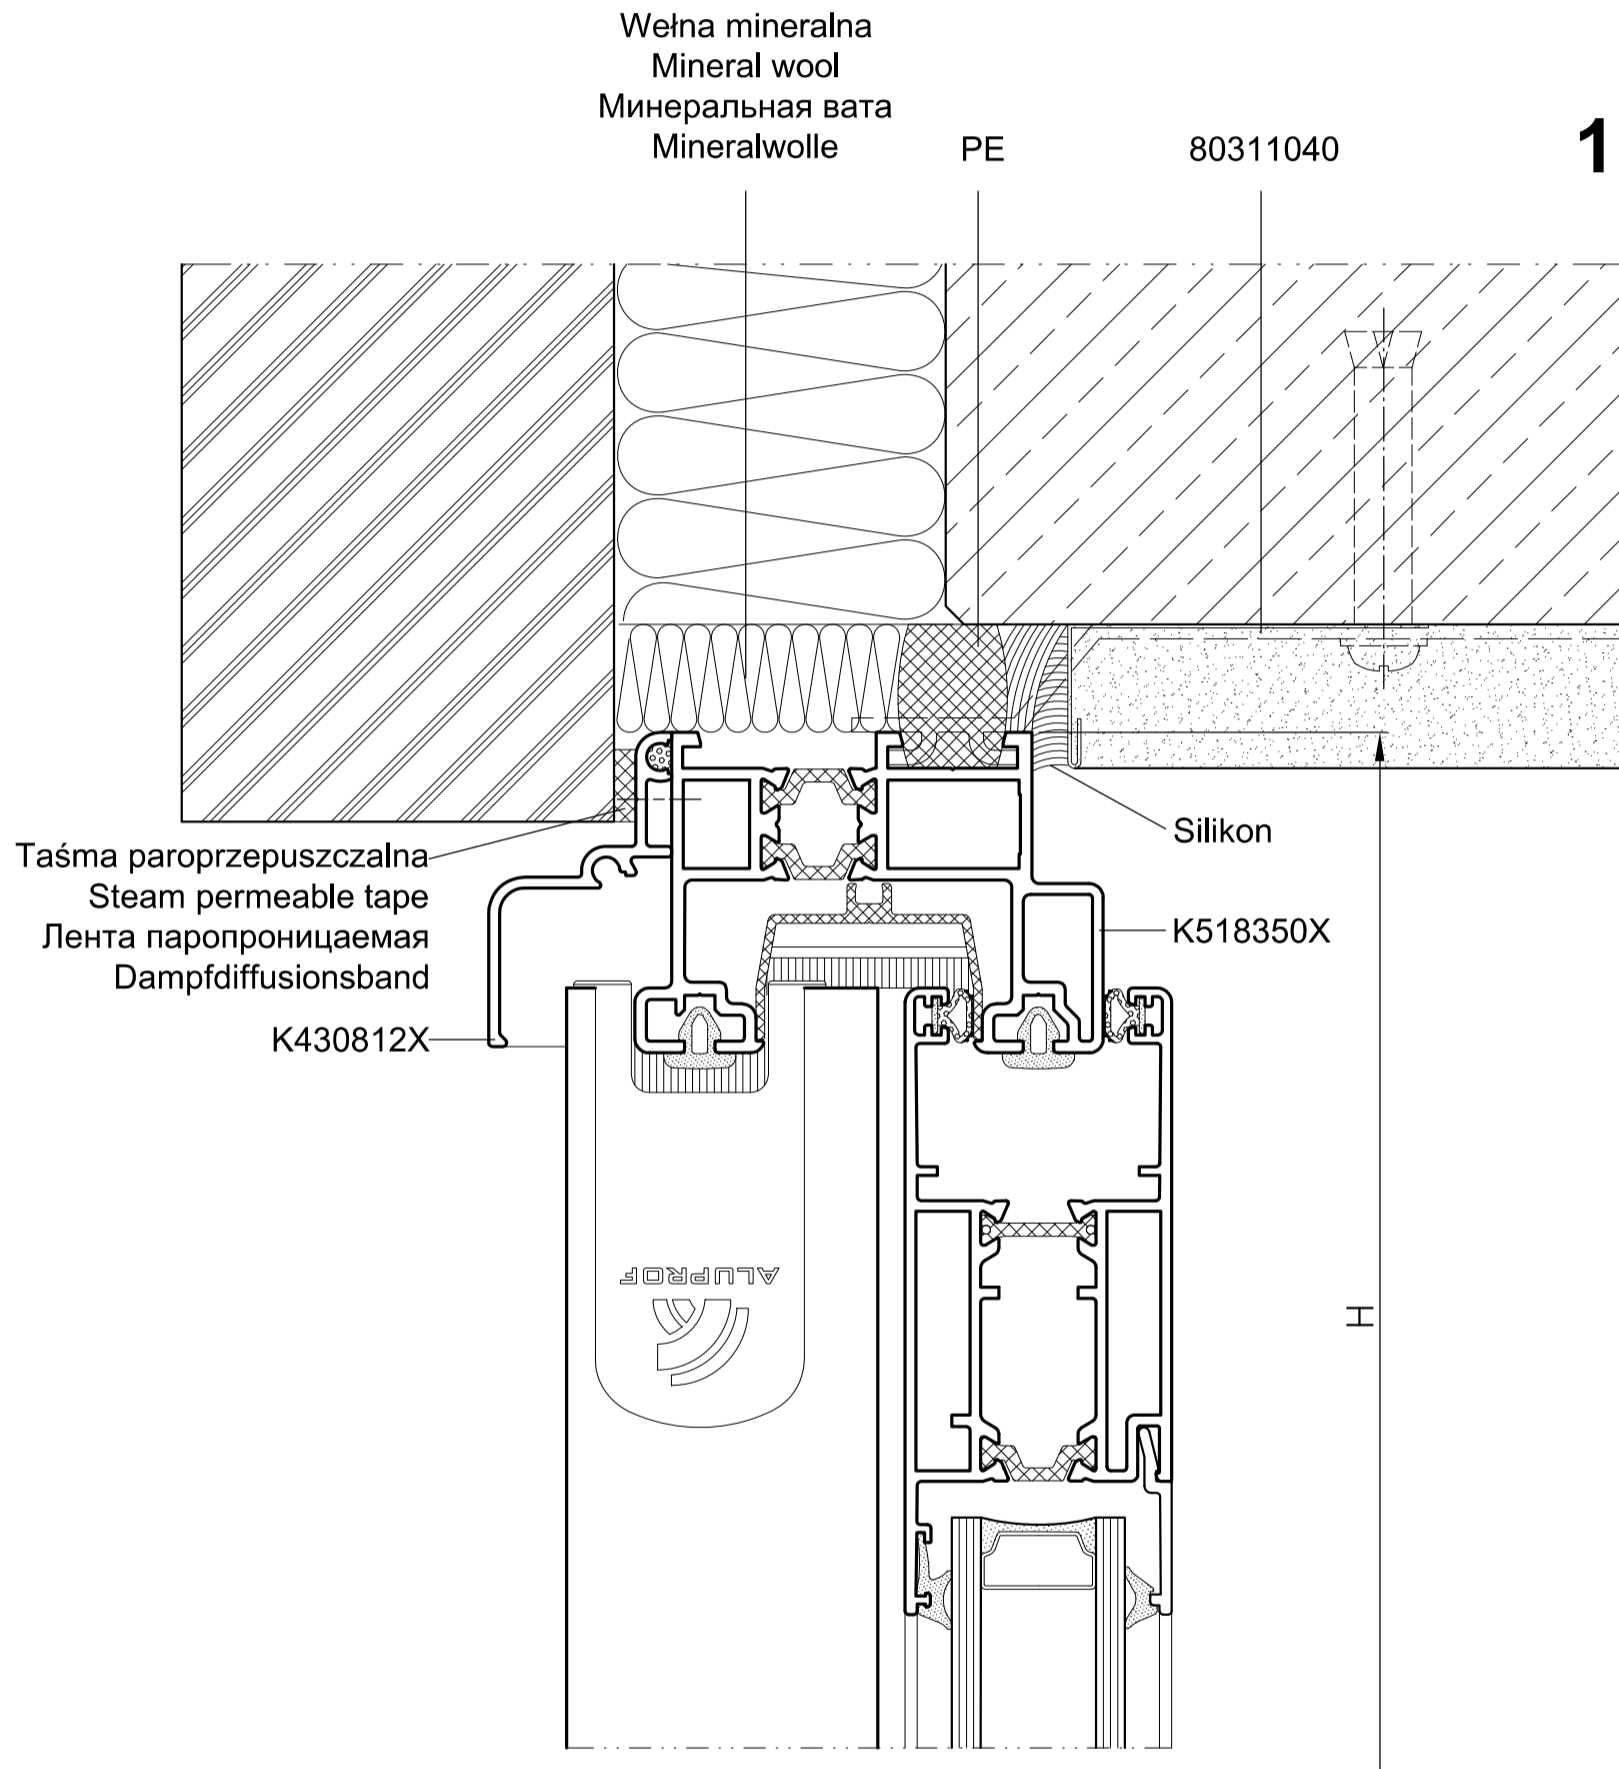 Wełna mineralna
Mineral wool
Минеральная вата
Mineralwolle
PE
80311040
1
Silikon
Taśma paroprzepuszczalna
Steam permeable tape
Лента паропроницаемая
Dampfdiffusionsband
K518350X
K430812X
ALUPROF
H